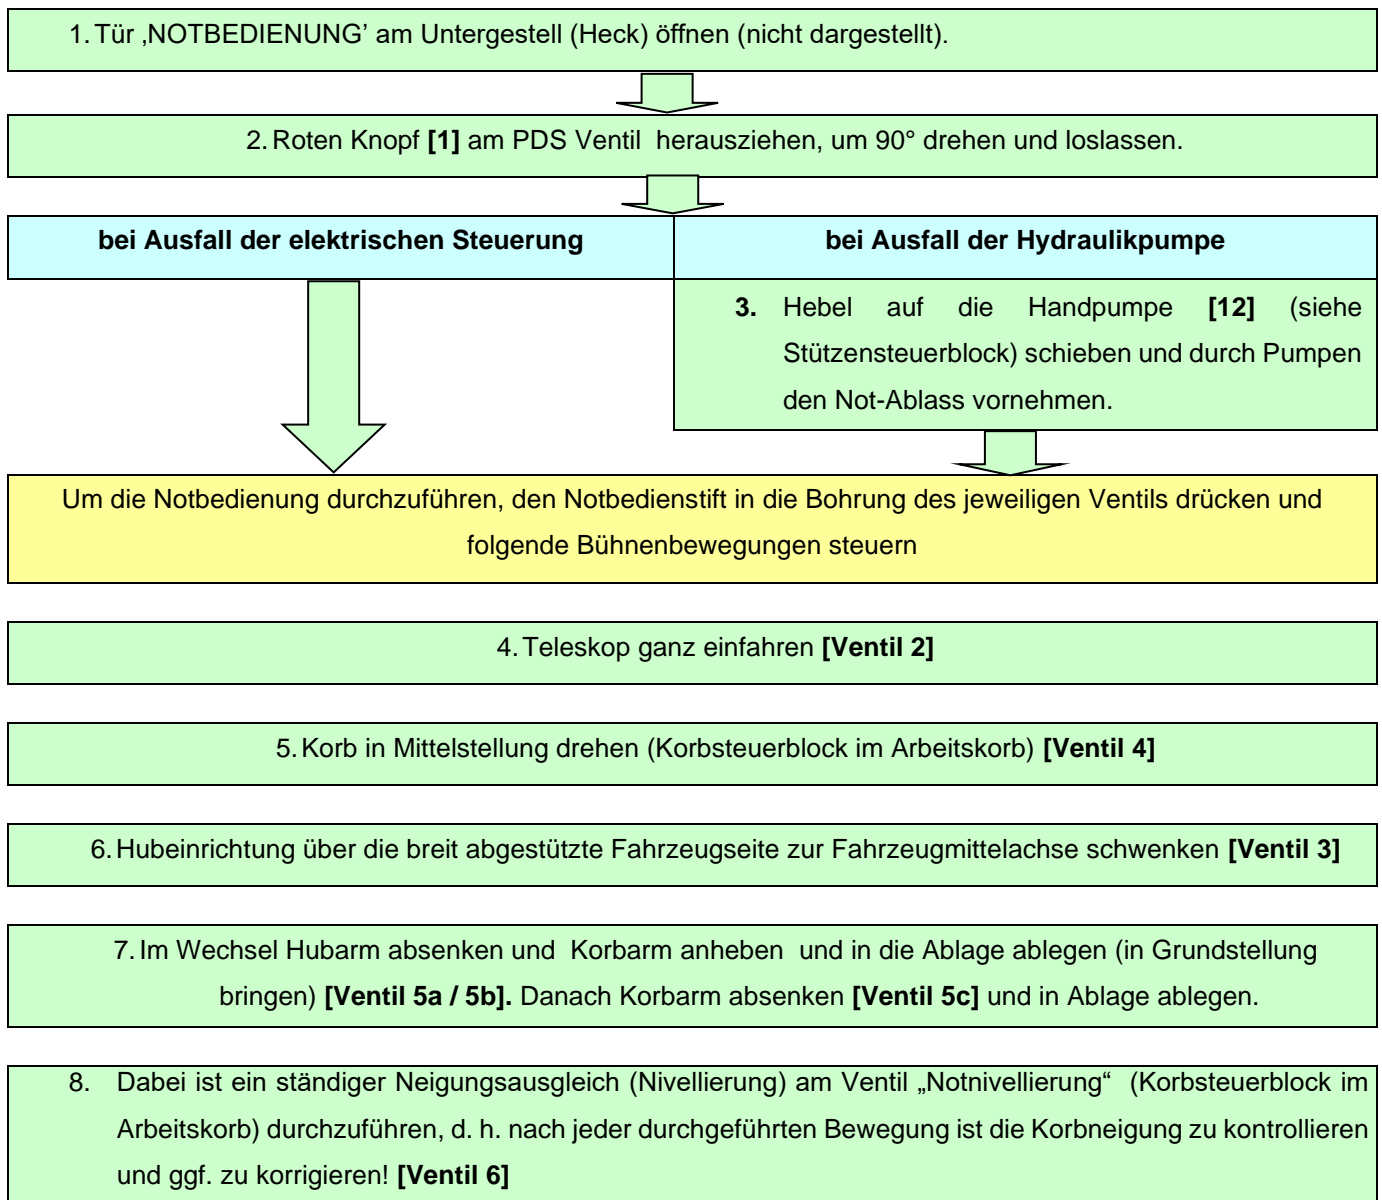 1. Tür ‚NOTBEDIENUNG’ am Untergestell (Heck) öffnen (nicht dargestellt).
2. Roten Knopf [1] am PDS Ventil herausziehen, um 90° drehen und loslassen.
bei Ausfall der elektrischen Steuerung
bei Ausfall der Hydraulikpumpe
3. Hebel auf die Handpumpe [12] (siehe
Stützensteuerblock) schieben und durch Pumpen
den Not-Ablass vornehmen.
Um die Notbedienung durchzuführen, den Notbedienstift in die Bohrung des jeweiligen Ventils drücken und
folgende Bühnenbewegungen steuern
4. Teleskop ganz einfahren [Ventil 2]
5. Korb in Mittelstellung drehen (Korbsteuerblock im Arbeitskorb) [Ventil 4]
6. Hubeinrichtung über die breit abgestützte Fahrzeugseite zur Fahrzeugmittelachse schwenken [Ventil 3]
7. Im Wechsel Hubarm absenken und Korbarm anheben und in die Ablage ablegen (in Grundstellung
bringen) [Ventil 5a / 5b]. Danach Korbarm absenken [Ventil 5c] und in Ablage ablegen.
8. Dabei ist ein ständiger Neigungsausgleich (Nivellierung) am Ventil „Notnivellierung“ (Korbsteuerblock im
Arbeitskorb) durchzuführen, d. h. nach jeder durchgeführten Bewegung ist die Korbneigung zu kontrollieren
und ggf. zu korrigieren! [Ventil 6]